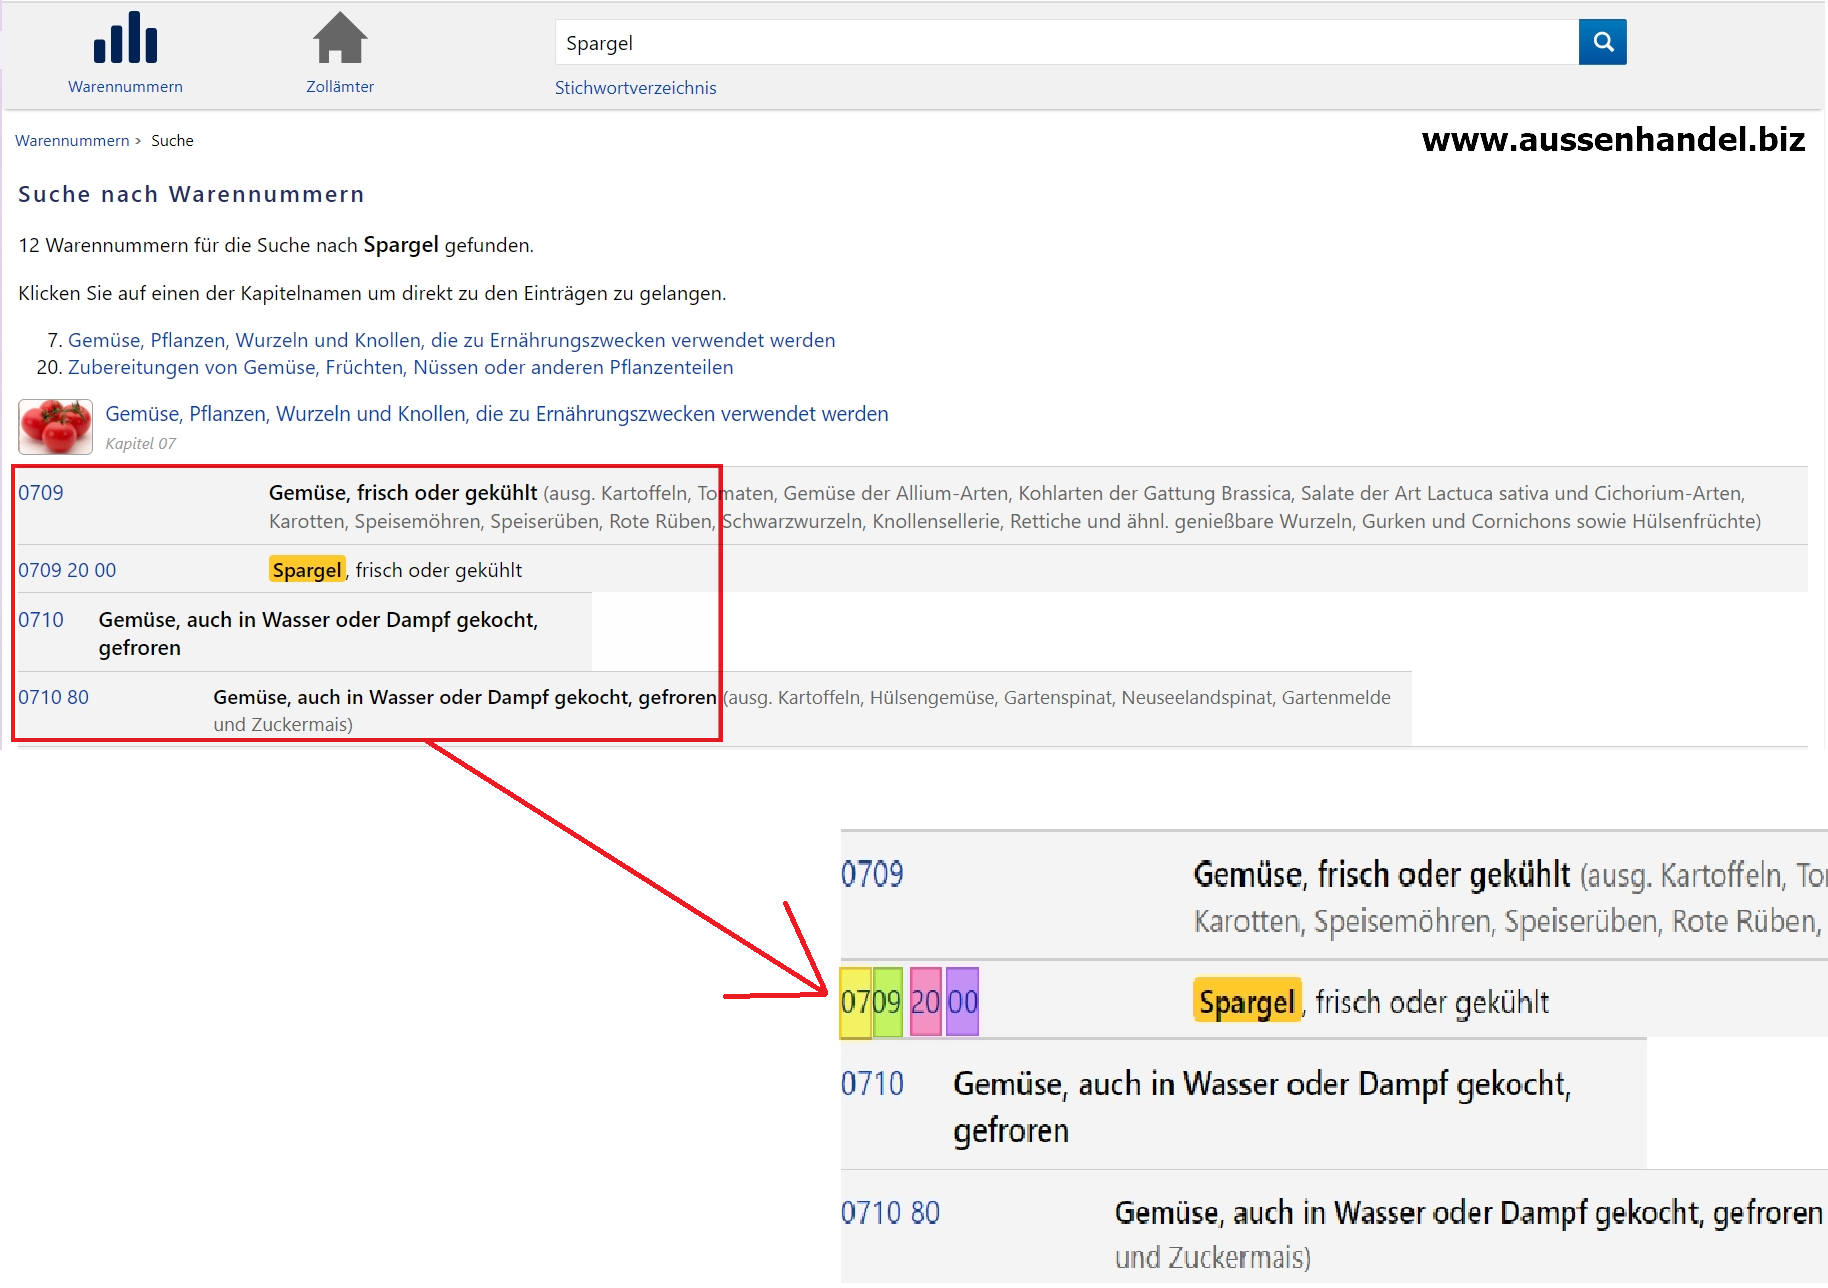 Spargel
Warennummern
Zollämter
Stichwortverzeichnis
Warennummern › Suche
www.aussenhandel.biz
Suche nach Warennummern
12 Warennummern für die Suche nach Spargel gefunden.
Klicken Sie auf einen der Kapitelnamen um direkt zu den Einträgen zu gelangen.
7. Gemüse, Pflanzen, Wurzeln und Knollen, die zu Ernährungszwecken verwendet werden
20. Zubereitungen von Gemüse, Früchten, Nüssen oder anderen Pflanzenteilen
Gemüse, Pflanzen, Wurzeln und Knollen, die zu Ernährungszwecken verwendet werden
Kapitel 07
0709 Gemüse, frisch oder gekühlt (ausg. Kartoffeln, Tomaten, Gemüse der Allium-Arten, Kohlarten der Gattung Brassica, Salate der Art Lactuca sativa und Cichorium-Arten,
Karotten, Speisemöhren, Speiserüben, Rote Rüben, Schwarzwurzeln, Knollensellerie, Rettiche und ähnl. genießbare Wurzeln, Gurken und Cornichons sowie Hülsenfrüchte)
0709 20 00 Spargel, frisch oder gekühlt
0710 Gemüse, auch in Wasser oder Dampf gekocht,
gefroren
0710 80 Gemüse, auch in Wasser oder Dampf gekocht, gefroren (ausg. Kartoffeln, Hülsengemüse, Gartenspinat, Neuseelandspinat, Gartenmelde
und Zuckermais)
0709 Gemüse, frisch oder gekühlt (ausg. Kartoffeln, To
Karotten, Speisemöhren, Speiserüben, Rote Rüben,
0709 20 00 Spargel, frisch oder gekühlt
0710 Gemüse, auch in Wasser oder Dampf gekocht,
gefroren
0710 80 Gemüse, auch in Wasser oder Dampf gekocht, gefroren
und Zuckermais)